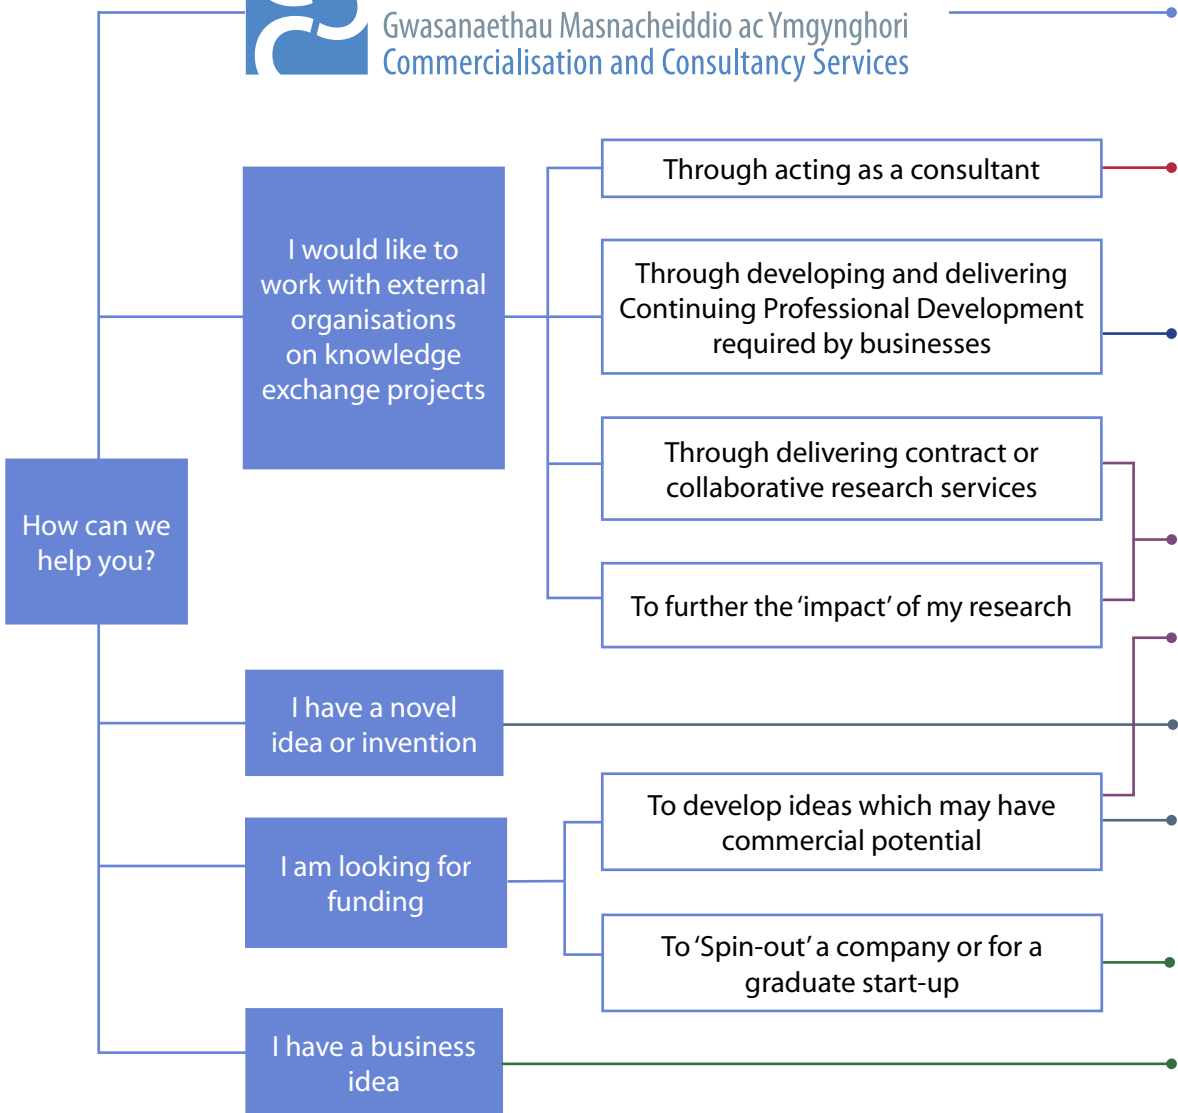 Gwasanaethau Masnacheiddio ac Ymgynghori
Commercialisation and Consultancy Services
How can we
help you?
I would like to
work with external
organisations
on knowledge
exchange projects
Through acting as a consultant
Through developing and delivering
Continuing Professional Development
required by businesses
Through delivering contract or
collaborative research services
To further the ‘impact’ of my research
I have a novel
idea or invention
I am looking for
funding
To develop ideas which may have
commercial potential
To ‘Spin-out’ a company or for a
graduate start-up
I have a business
idea